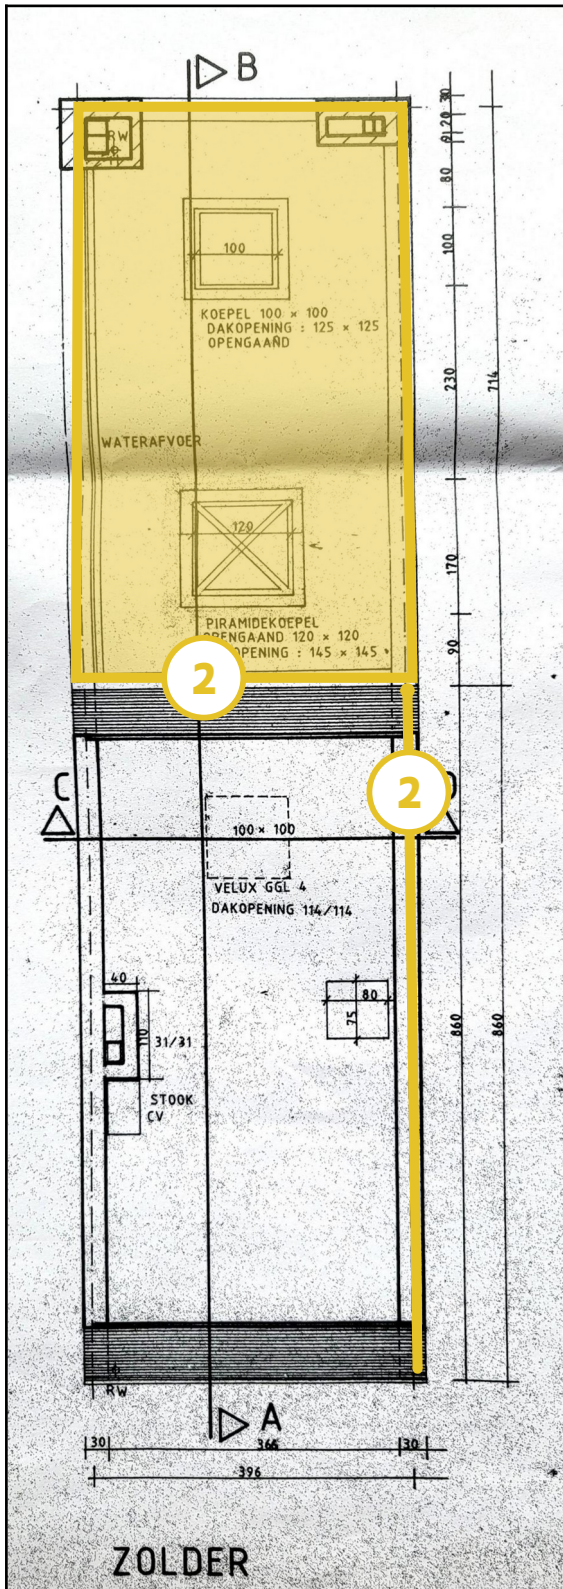 B
30
20
21
RW
80
100
100
KOEPEL 100 × 100
DAKOPENING : 125 × 125
OPENGAAND
230
714
WATERAFVOER
120
170
PIRAMIDEKOEPEL
OPENGAAND 120 × 120
OPENING : 145 × 145
90
2
2
C
100 × 100
VELUX GGL 4
DAKOPENING 114/114
40
80
75
110
31/31
860
860
STOOK
CV
RW
A
30
366
30
396
ZOLDER